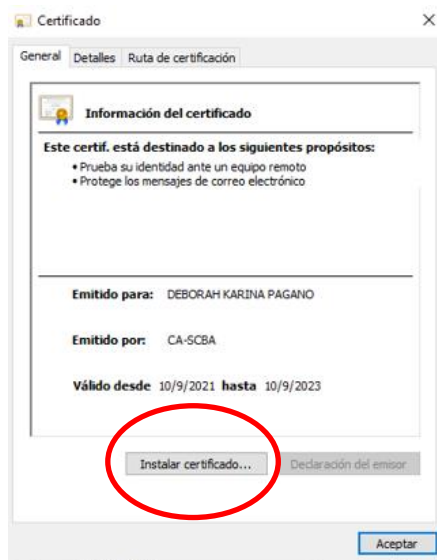 Certificado
General Detalles Ruta de certificación
Información del certificado
Este certif. está destinado a los siguientes propósitos:
• Prueba su identidad ante un equipo remoto
• Protege los mensajes de correo electrónico
Emitido para: DEBORAH KARINA PAGANO
Emitido por: CA-SCBA
Válido desde 10/9/2021 hasta 10/9/2023
Instalar certificado... Declaración del emisor
Aceptar